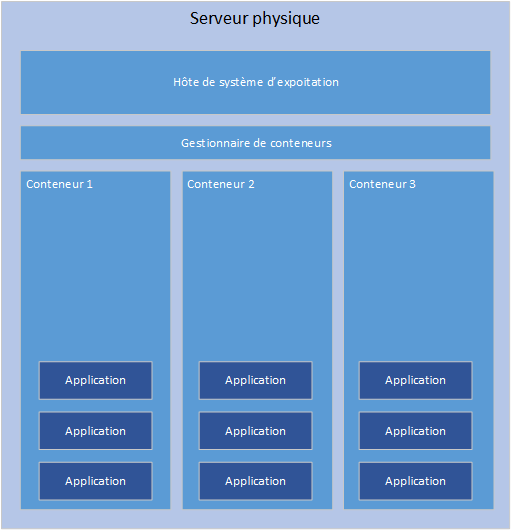 Serveur physique
Hôte de système d'expoitation
Gestionnaire de conteneurs
Conteneur 1
Conteneur 2
Conteneur 3
Application
Application
Application
Application
Application
Application
Application
Application
Application